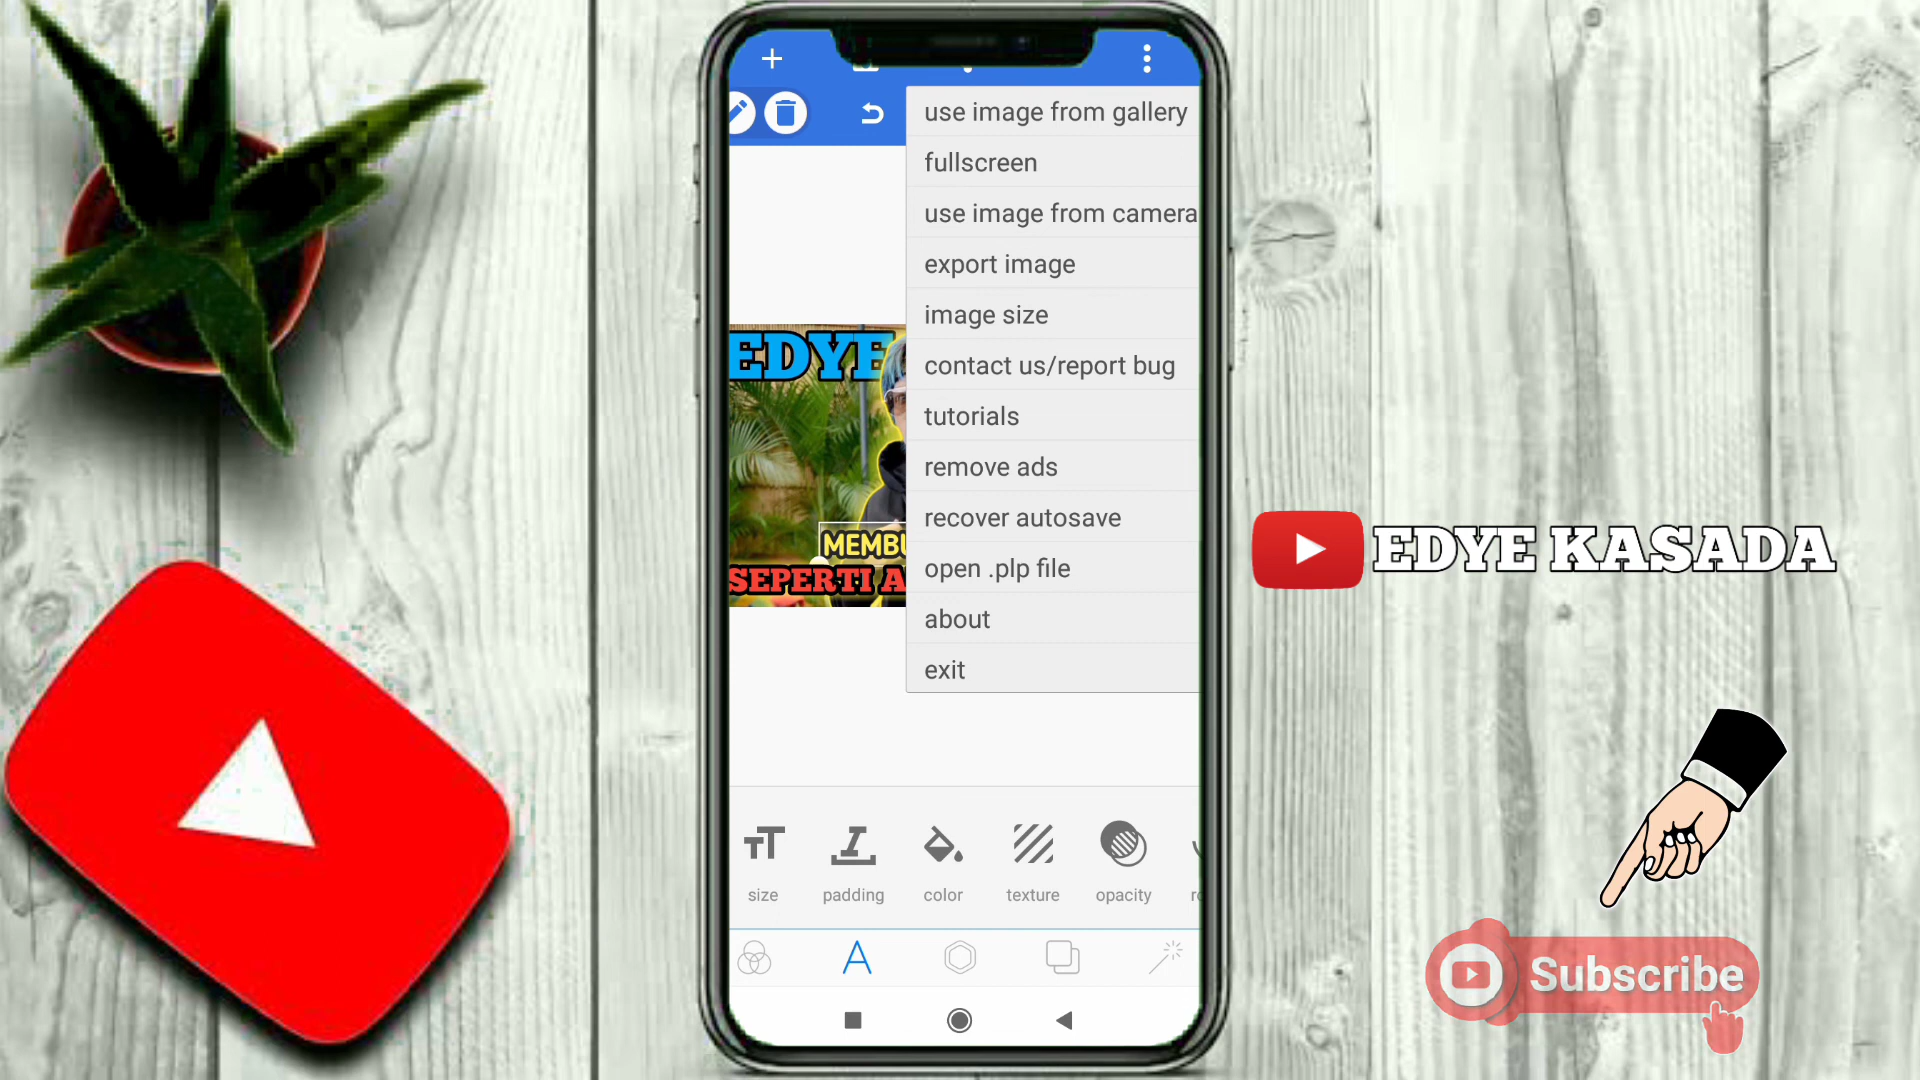 use image from gallery
fullscreen
use image from camera
export image
image size
contact us/report bug
tutorials
remove ads
recover autosave
open .plp file
about
exit
EDYE
MEMBU
SEPERTI A
size
padding
color
texture
opacity
EDYE KASADA
Subscribe